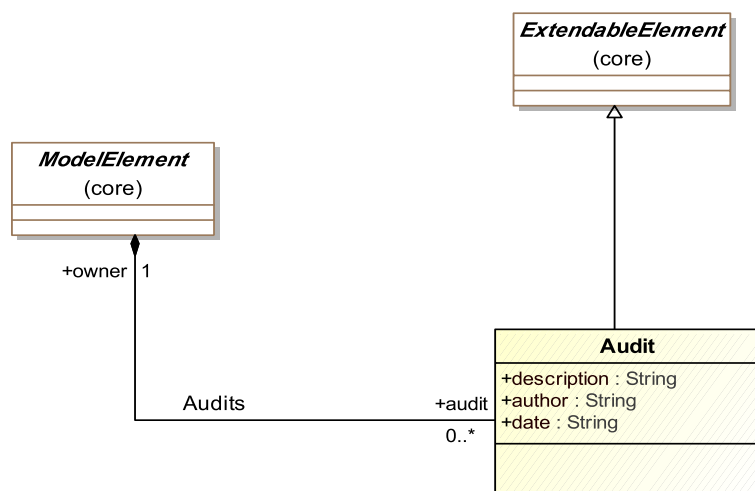 ExtendableElement
(core)
ModelElement
(core)
+owner 1
Audit
+description : String
+author : String
+date : String
Audits
+audit
0..*